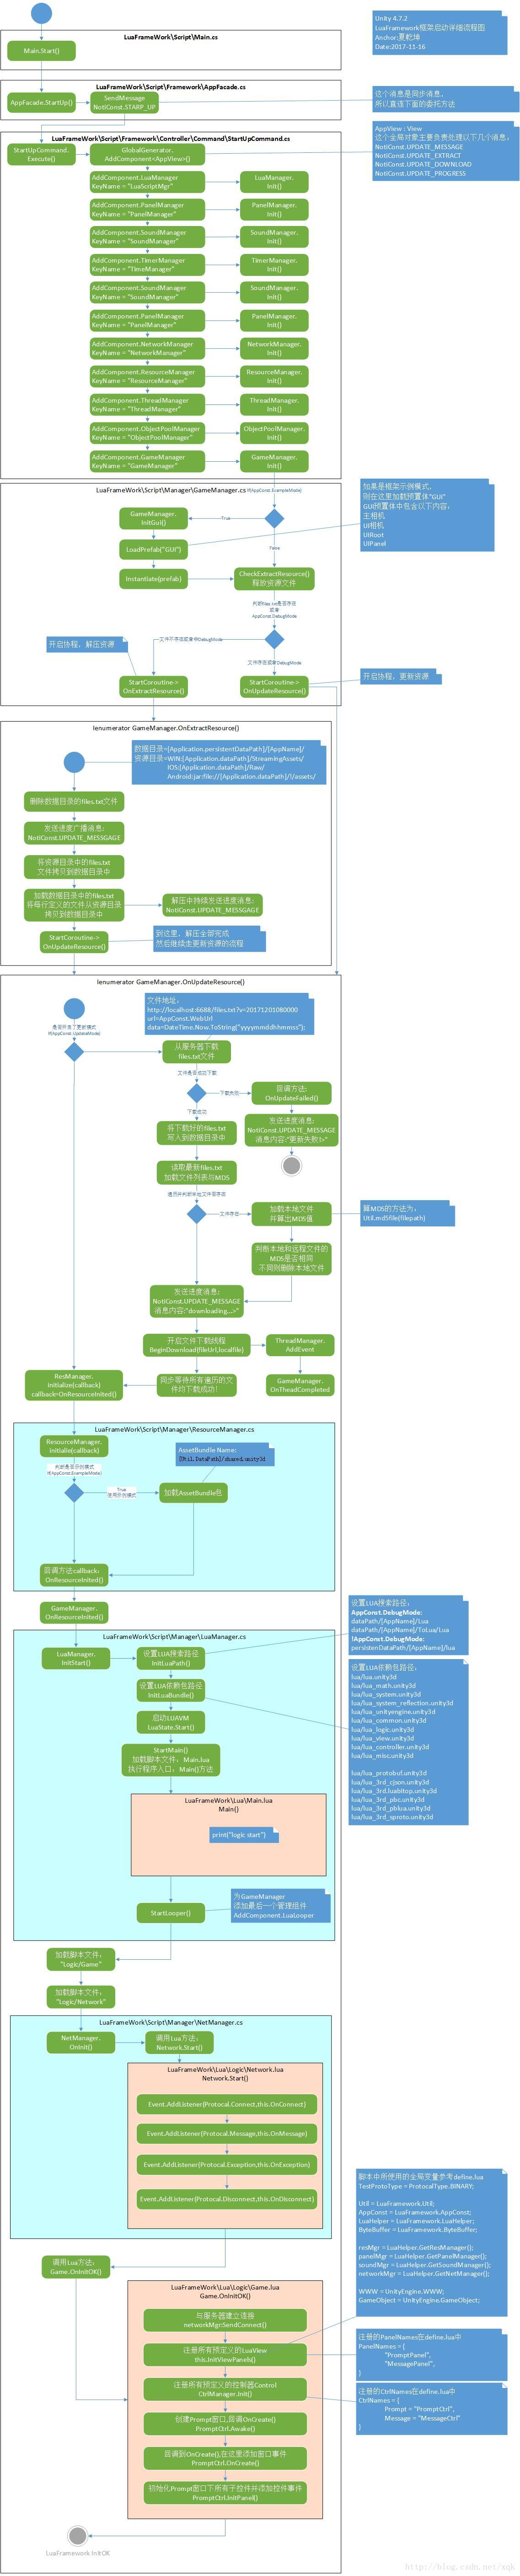 Unity 4.7.2
LuaFramework框架启动详细流程图
Anchor:夏乾坤
Date:2017-11-16
LuaFrameWork\Script\Main.cs
Main.Start()
LuaFrameWork\Script\Framework\AppFacade.cs
AppFacade.StartUp()
SendMessage
NotiConst.STARP_UP
这个消息是同步消息,
所以直连下面的委托方法
AppView : View
这个全局对象主要负责处理以下几个消息,
NotiConst.UPDATE_MESSAGE
NotiConst.UPDATE_EXTRACT
NotiConst.UPDATE_DOWNLOAD
NotiConst.UPDATE_PROGRESS
LuaFrameWork\Script\Framework\Controller\Command\StartUpCommand.cs
StartUpCommand.
Execute()
GlobalGenerator.
AddComponent<AppView>()
AddComponent.LuaManager
KeyName = "LuaScriptMgr"
LuaManager.
Init()
AddComponent.PanelManager
KeyName = "PanelManager"
PanelManager.
Init()
AddComponent.SoundManager
KeyName = "SoundManager"
SoundManager.
Init()
AddComponent.TimerManager
KeyName = "TimeManager"
TimerManager.
Init()
AddComponent.SoundManager
KeyName = "SoundManager"
SoundManager.
Init()
AddComponent.PanelManager
KeyName = "PanelManager"
PanelManager.
Init()
AddComponent.NetworkManager
KeyName = "NetworkManager"
NetworkManager.
Init()
AddComponent.ResourceManager
KeyName = "ResourceManager"
ResourceManager.
Init()
AddComponent.ThreadManager
KeyName = "ThreadManager"
ThreadManager.
Init()
AddComponent.ObjectPoolManager
KeyName = "ObjectPoolManager"
ObjectPoolManager.
Init()
AddComponent.GameManager
KeyName = "GameManager"
GameManager.
Init()
LuaFrameWork\Script\Manager\GameManager.cs
if(AppConst.ExampleMode)
GameManager.
InitGui()
True
False
LoadPrefab("GUI")
Instantiate(prefab)
如果是框架示例模式,
则在这里加载预置体"GUI"
GUI预置体中包含以下内容,
主相机
UI相机
UIRoot
UIPanel
CheckExtractResource()
释放资源文件
判断files.txt是否存在
或者
AppConst.DebugMode
文件不存在或者非DebugMode
文件存在或者DebugMode
开启协程，解压资源
StartCoroutine->
OnExtractResource()
StartCoroutine->
OnUpdateResource()
开启协程，更新资源
Ienumerator GameManager.OnExtractResource()
数据目录=[Application.persistentDataPath]/[AppName]/
资源目录=WIN:[Application.dataPath]/StreamingAssets/
IOS:[Application.dataPath]/Raw/
Android:jar:file://[Application.dataPath]/!/assets/
删除数据目录的files.txt文件
发送进度广播消息:
NotiConst.UPDATE_MESSGAGE
将资源目录中的files.txt
文件拷贝到数据目录中
加载数据目录中的files.txt
将每行定义的文件从资源目录
拷贝到数据目录中
解压中持续发送进度消息:
NotiConst.UPDATE_MESSGAGE
StartCoroutine->
OnUpdateResource()
到这里，解压全部完成
然后继续走更新资源的流程
Ienumerator GameManager.OnUpdateResource()
文件地址，
http://localhost:6688/files.txt?v=20171201080000
url=AppConst.WebUrl
data=DateTime.Now.ToString("yyyymmddhhmmss");
是否开启了更新模式
if(AppConst.UpdateMode)
从服务器下载
files.txt文件
文件是否成功下载
下载失败
下载成功
回调方法:
OnUpdateFailed()
发送进度消息:
NotiConst.UPDATE_MESSAGE
消息内容:"更新失败!>"
将下载好的files.txt
写入到数据目录中
读取最新files.txt
加载文件列表与MD5
遍历并判断本地文件是否存在
文件存在
加载本地文件
并算出MD5值
算MD5的方法为,
Util.md5file(filepath)
判断本地和远程文件的
MD5是否相同
不同则删除本地文件
发送进度消息:
NotiConst.UPDATE_MESSAGE
消息内容:"downloading...>"
开启文件下载线程
BeginDownload(fileUrl,localfile)
ThreadManager.
AddEvent
ResManager.
Initialize(callback)
callback=OnResourceInited()
同步等待所有遍历的文
件均下载成功！
GameManager.
OnTheadCompleted
LuaFrameWork\Script\Manager\ResourceManager.cs
ResourceManager.
Initialie(callback)
AssetBundle Name:
[Util.DataPath]/shared.unity3d
判断是否示例模式
if(AppConst.ExampleMode)
True
使用示例模式
加载AssetBundle包
回调方法callback:
OnResourceInited()
GameManager.
OnResourceInited()
设置LUA搜索路径，
AppConst.DebugMode:
dataPath/[AppName]/Lua
dataPath/[AppName]/ToLua/Lua
!AppConst.DebugMode:
persistenDataPath/[AppName]/lua
LuaFrameWork\Script\Manager\LuaManager.cs
LuaManager.
InitStart()
设置LUA搜索路径
InitLuaPath()
设置LUA依赖包路径
InitLuaBundle()
启动LUAVM
LuaState.Start()
StartMain()
加载脚本文件，Main.lua
执行程序入口，Main()方法
设置LUA依赖包路径，
lua/lua.unity3d
lua/lua_math.unity3d
lua/lua_system.unity3d
lua/lua_system_reflection.unity3d
lua/lua_unityengine.unity3d
lua/lua_common.unity3d
lua/lua_logic.unity3d
lua/lua_view.unity3d
lua/lua_controller.unity3d
lua/lua_misc.unity3d
lua/lua_protobuf.unity3d
lua/lua_3rd_cjson.unity3d
lua/lua_3rd.luabitop.unity3d
lua/lua_3rd_pbc.unity3d
lua/lua_3rd_pblua.unity3d
lua/lua_3rd_sproto.unity3d
LuaFrameWork\Lua\Main.lua
Main()
print("logic start")
StartLooper()
为GameManager
添加最后一个管理组件
AddComponent.LuaLooper
加载脚本文件，
"Logic/Game"
加载脚本文件，
"Logic/Network"
LuaFrameWork\Script\Manager\NetManager.cs
NetManager.
OnInit()
调用Lua方法，
Network.Start()
LuaFrameWork\Lua\Logic\Network.lua
Network.Start()
Event.AddListener(Protocal.Connect,this.OnConnect)
Event.AddListener(Protocal.Message,this.OnMessage)
Event.AddListener(Protocal.Exception,this.OnException)
Event.AddListener(Protocal.Disconnect,this.OnDisconnect)
脚本中所使用的全局变量参考define.lua
TestProtoType = ProtocalType.BINARY;
Util = LuaFramework.Util;
AppConst = LuaFramework.AppConst;
LuaHelper = LuaFramework.LuaHelper;
ByteBuffer = LuaFramework.ByteBuffer;
resMgr = LuaHelper.GetResManager();
panelMgr = LuaHelper.GetPanelManager();
soundMgr = LuaHelper.GetSoundManager();
networkMgr = LuaHelper.GetNetManager();
WWW = UnityEngine.WWW;
GameObject = UnityEngine.GameObject;
调用Lua方法，
Game.OnInitOK()
LuaFrameWork\Lua\Logic\Game.lua
Game.OnInitOK()
与服务器建立连接
networkMgr:SendConnect()
注册所有预定义的LuaView
this.InitViewPanels()
注册所有预定义的控制器Control
CtrlManager.Init()
创建Prompt窗口,回调OnCreate()
PromptCtrl.Awake()
回调到OnCreate(),在这里添加窗口事件
PromptCtrl.OnCreate()
初始化Prompt窗口下所有子控件并添加控件事件
PromptCtrl.InitPanel()
注册的PanelNames在define.lua中
PanelNames = {
"PromptPanel",
"MessagePanel",
}
注册的CtrlNames在define.lua中
CtrlNames = {
Prompt = "PromptCtrl",
Message = "MessageCtrl"
}
LuaFramework InitOK
http://blog.csdn.net/xqk